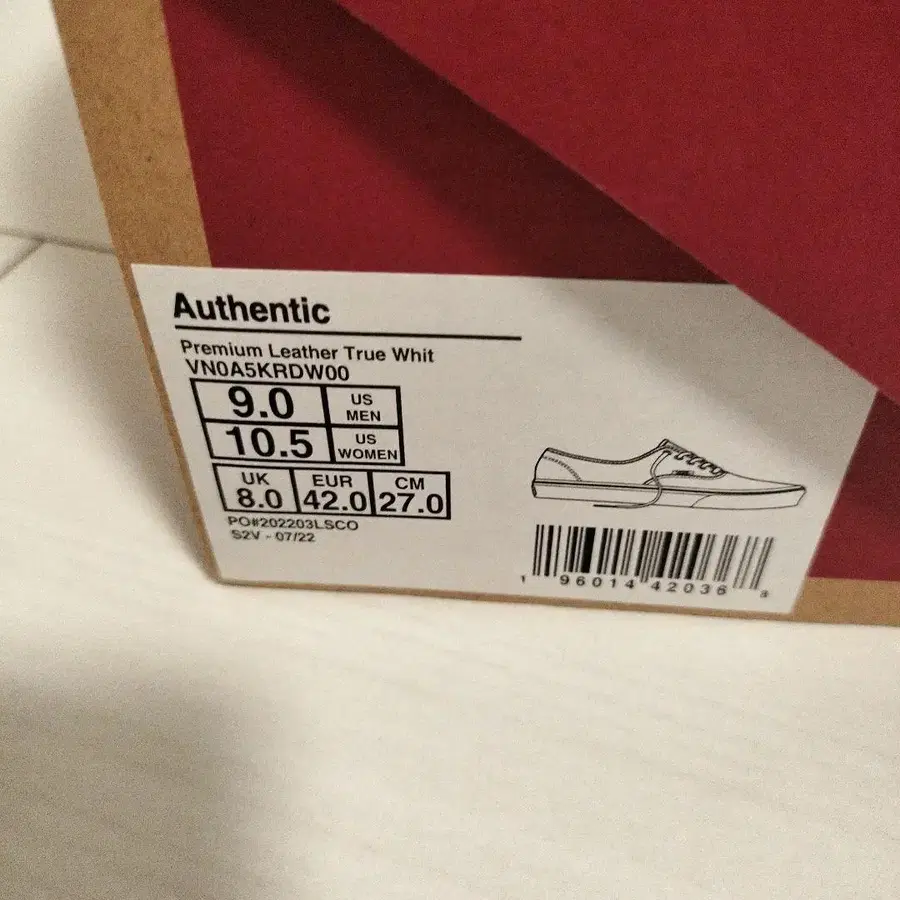 Authentic
Premium Leather True Whit
VN0A5KRDW00
9.0 US MEN
10.5 US WOMEN
UK EUR CM
8.0 42.0 27.0
PO#202203LSCO
S2V - 07/22
1 96014 42036 8